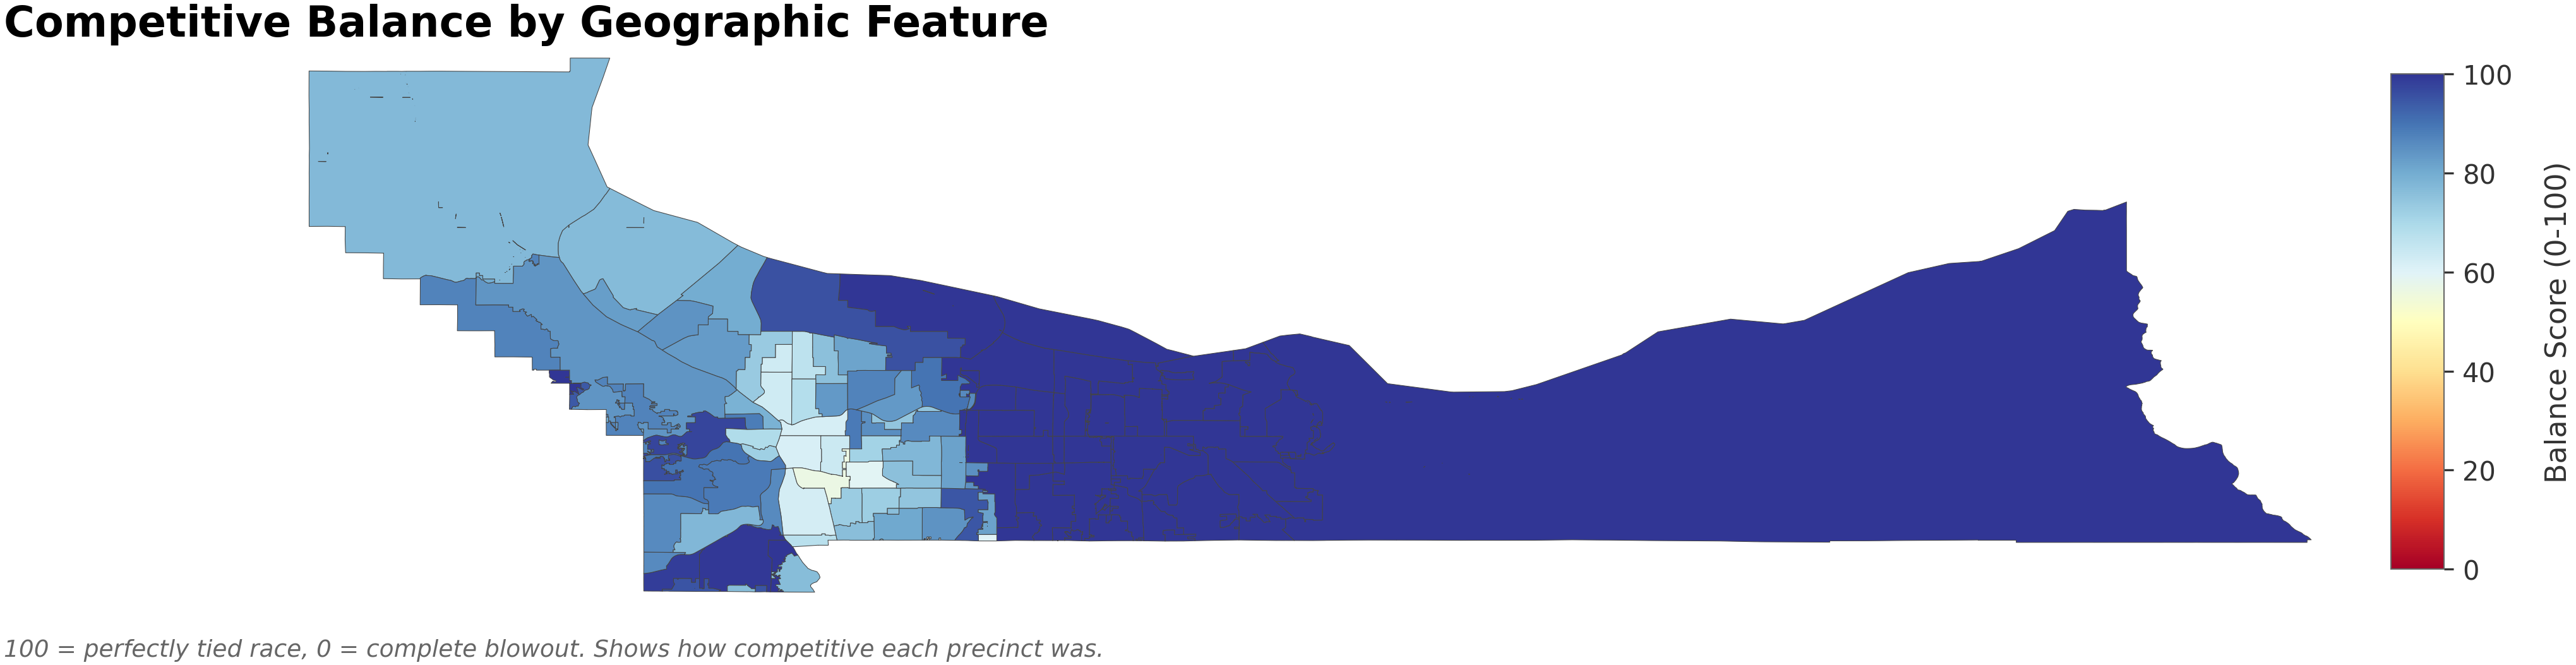 Competitive Balance by Geographic Feature
100
80
60
40
20
0
Balance Score (0-100)
100 = perfectly tied race, 0 = complete blowout. Shows how competitive each precinct was.